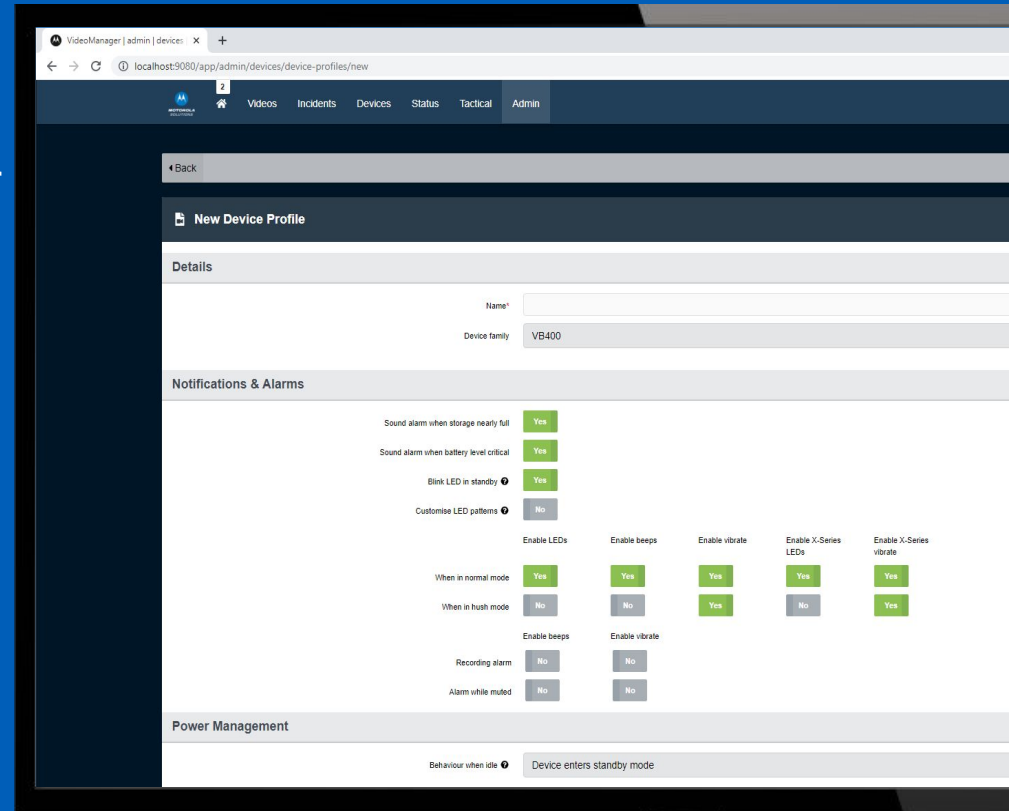 VideoManager | admin | devices
localhost:9080/app/admin/devices/device-profiles/new
2
MOTOROLA
SOLUTIONS
Videos Incidents Devices Status Tactical Admin
Back
New Device Profile
Details
Name*
Device family VB400
Notifications & Alarms
Sound alarm when storage nearly full Yes
Sound alarm when battery level critical Yes
Blink LED in standby ? Yes
Customise LED patterns ? No
Enable LEDs Enable beeps Enable vibrate Enable X-Series LEDs Enable X-Series vibrate
When in normal mode Yes Yes Yes Yes Yes
When in hush mode No No Yes No Yes
Enable beeps Enable vibrate
Recording alarm No No
Alarm while muted No No
Power Management
Behaviour when idle ? Device enters standby mode